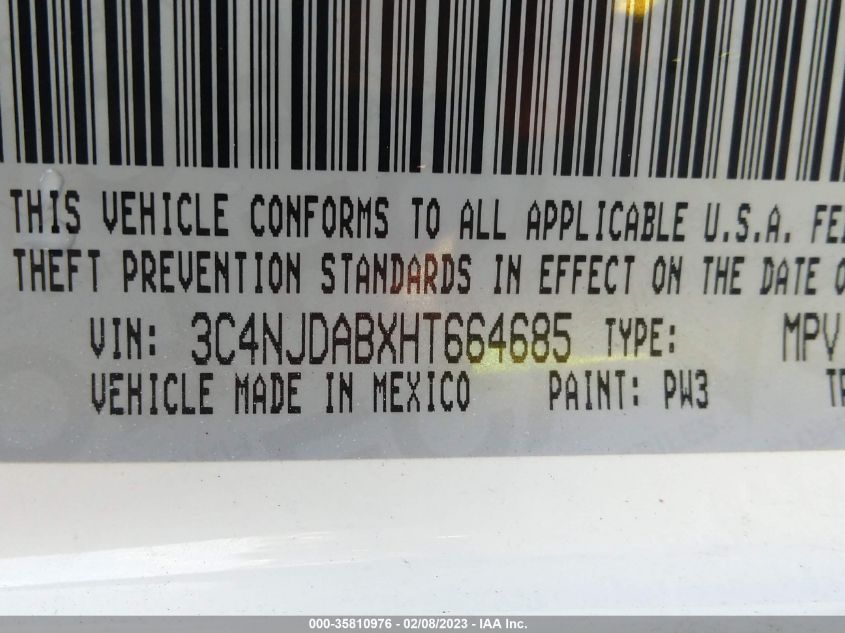 THIS VEHICLE CONFORMS TO ALL APPLICABLE U.S.A.
THEFT PREVENTION STANDARDS IN EFFECT ON THE DATE
VIN: 3C4NJDABXHT664685 TYPE: MPV
VEHICLE MADE IN MEXICO PAINT: PW3
000-35810976 - 02/08/2023 - IAA Inc.